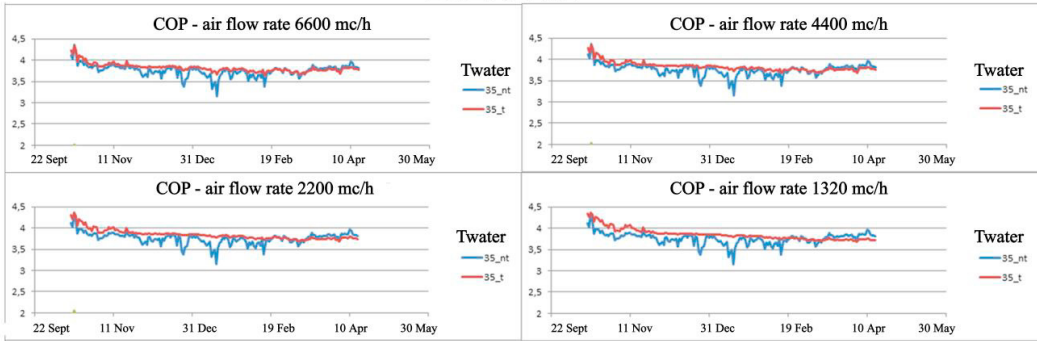 COP - air flow rate 6600 mc/h
4,5
4
3,5
3
2,5
2
22 Sept 11 Nov 31 Dec 19 Feb 10 Apr 30 May
Twater
35_nt
35_t
COP - air flow rate 4400 mc/h
4,5
4
3,5
3
2,5
2
22 Sept 11 Nov 31 Dec 19 Feb 10 Apr 30 May
Twater
35_nt
35_t
COP - air flow rate 2200 mc/h
4,5
4
3,5
3
2,5
2
22 Sept 11 Nov 31 Dec 19 Feb 10 Apr 30 May
Twater
35_nt
35_t
COP - air flow rate 1320 mc/h
4,5
4
3,5
3
2,5
2
22 Sept 11 Nov 31 Dec 19 Feb 10 Apr 30 May
Twater
35_nt
35_t